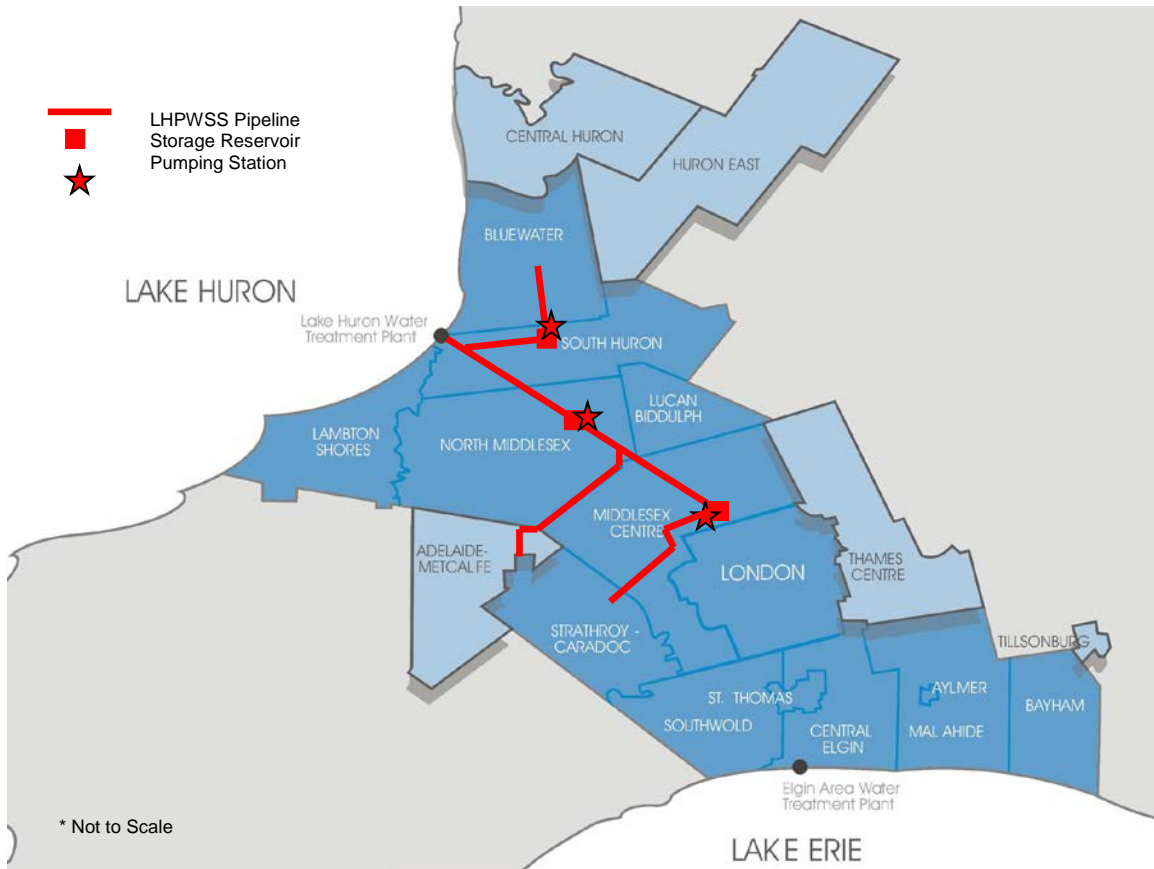 LHPWSS Pipeline
Storage Reservoir
Pumping Station
CENTRAL HURON
HURON EAST
BLUEWATER
LAKE HURON
Lake Huron Water
Treatment Plant
SOUTH HURON
LUCAN
BIDDULPH
LAMBTON
SHORES
NORTH MIDDLESEX
MIDDLESEX
CENTRE
ADELAIDE-
METCALFE
THAMES
CENTRE
LONDON
STRATHROY -
CARADOC
TILLSONBURG
ST. THOMAS
AYLMER
BAYHAM
SOUTHWOLD
CENTRAL
ELGIN
MAL AHIDE
Elgin Area Water
Treatment Plant
* Not to Scale
LAKE ERIE